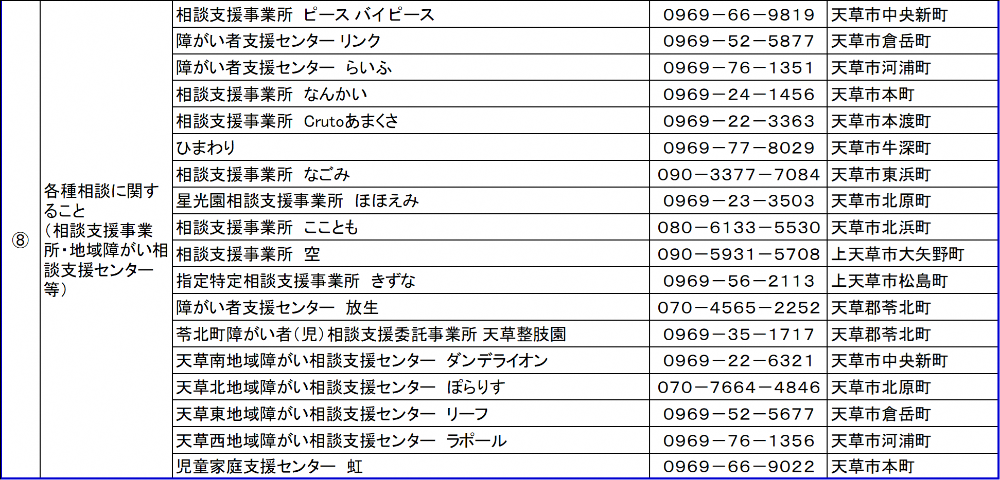 ⑧
各種相談に関す
ること
（相談支援事業
所・地域障がい相
談支援センター
等）
相談支援事業所　ピース バイピース　0969－66－9819　天草市中央新町
障がい者支援センター リンク　0969－52－5877　天草市倉岳町
障がい者支援センター　らいふ　0969－76－1351　天草市河浦町
相談支援事業所　なんかい　0969－24－1456　天草市本町
相談支援事業所　Crutoあまくさ　0969－22－3363　天草市本渡町
ひまわり　0969－77－8029　天草市牛深町
相談支援事業所　なごみ　090－3377－7084　天草市東浜町
星光園相談支援事業所　ほほえみ　0969－23－3503　天草市北原町
相談支援事業所　こことも　080－6133－5530　天草市北浜町
相談支援事業所　空　090－5931－5708　上天草市大矢野町
指定特定相談支援事業所　きずな　0969－56－2113　上天草市松島町
障がい者支援センター　放生　070－4565－2252　天草郡苓北町
苓北町障がい者（児）相談支援委託事業所 天草整肢園　0969－35－1717　天草郡苓北町
天草南地域障がい相談支援センター　ダンデライオン　0969－22－6321　天草市中央新町
天草北地域障がい相談支援センター　ぽらりす　070－7664－4846　天草市北原町
天草東地域障がい相談支援センター　リーフ　0969－52－5677　天草市倉岳町
天草西地域障がい相談支援センター　ラポール　0969－76－1356　天草市河浦町
児童家庭支援センター　虹　0969－66－9022　天草市本町